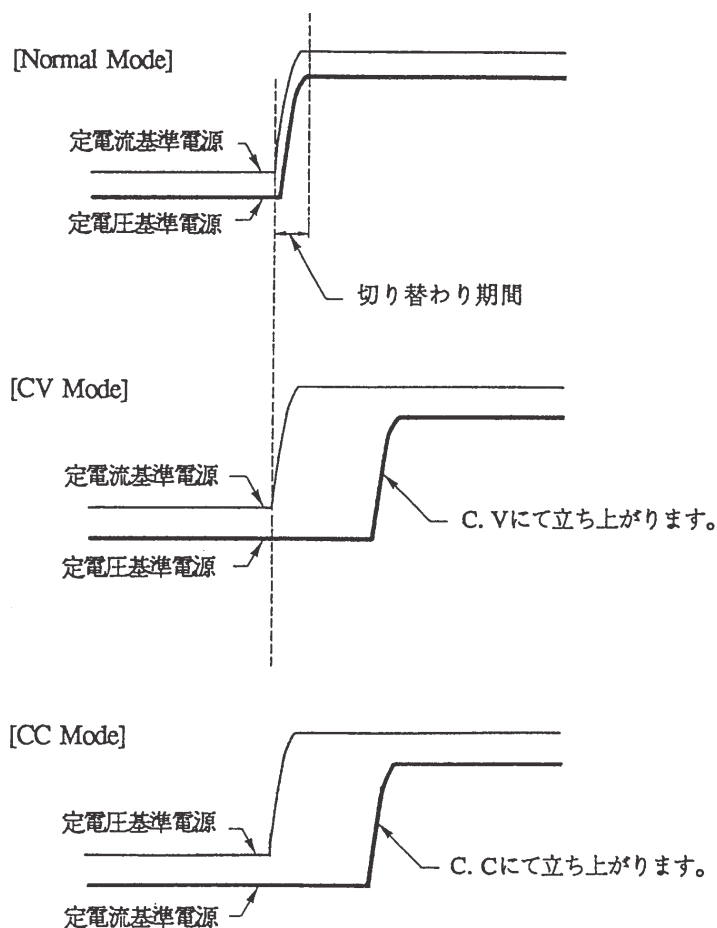 [Normal Mode]
定電流基準電源
定電圧基準電源
切り替わり期間
[CV Mode]
定電流基準電源
C. Vにて立ち上がります。
定電圧基準電源
[CC Mode]
定電圧基準電源
C. Cにて立ち上がります。
定電流基準電源